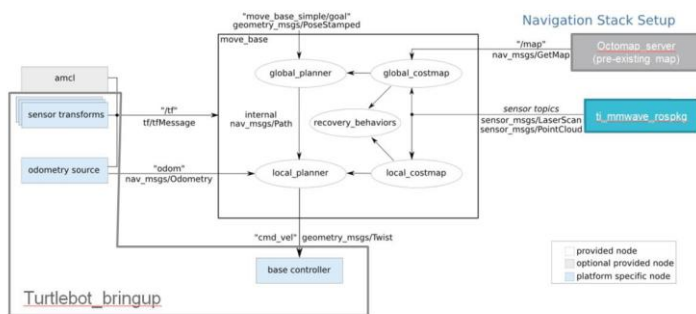 "move_base_simple/goal"
geometry_msgs/PoseStamped
Navigation Stack Setup
move_base
"/map"
nav_msgs/GetMap
Octomap_server
(pre-existing map)
amcl
global_planner
global_costmap
sensor transforms
"/tf"
tf/tfMessage
internal
nav_msgs/Path
recovery_behaviors
sensor topics
sensor_msgs/LaserScan
sensor_msgs/PointCloud
ti_mmwave_rospkg
odometry source
"odom"
nav_msgs/Odometry
local_planner
local_costmap
"cmd_vel"
geometry_msgs/Twist
base controller
provided node
optional provided node
platform specific node
Turtlebot_bringup